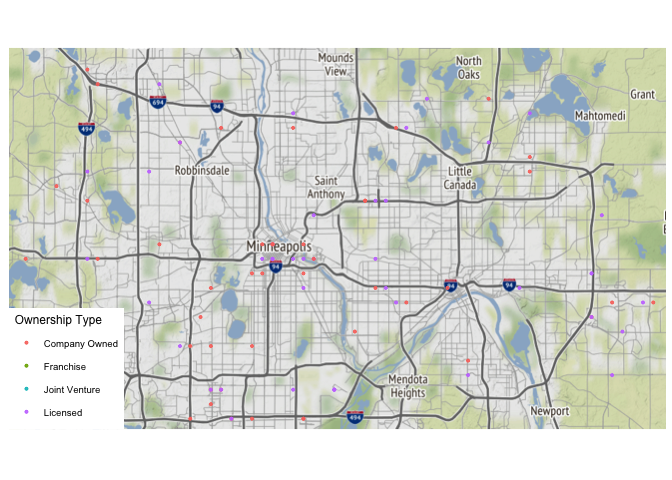 Mounds
View
North
Oaks
Grant
Mahtomedi
694
94
494
Robbinsdale
Little
Canada
Saint
Anthony
Minneapolis
94
94
94
Ownership Type
Company Owned
Franchise
Joint Venture
Licensed
Mendota
Heights
Newport
494